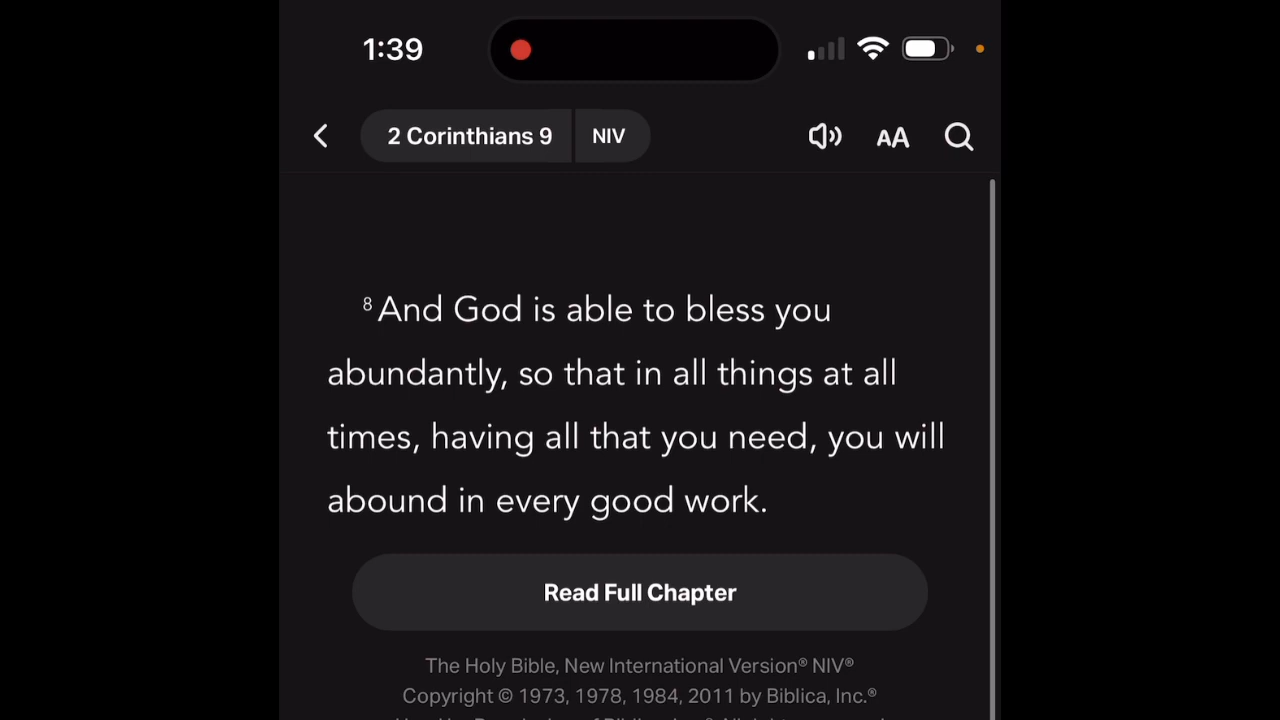 1:39
2 Corinthians 9 NIV
AA
8 And God is able to bless you
abundantly, so that in all things at all
times, having all that you need, you will
abound in every good work.
Read Full Chapter
The Holy Bible, New International Version® NIV®
Copyright © 1973, 1978, 1984, 2011 by Biblica, Inc.®